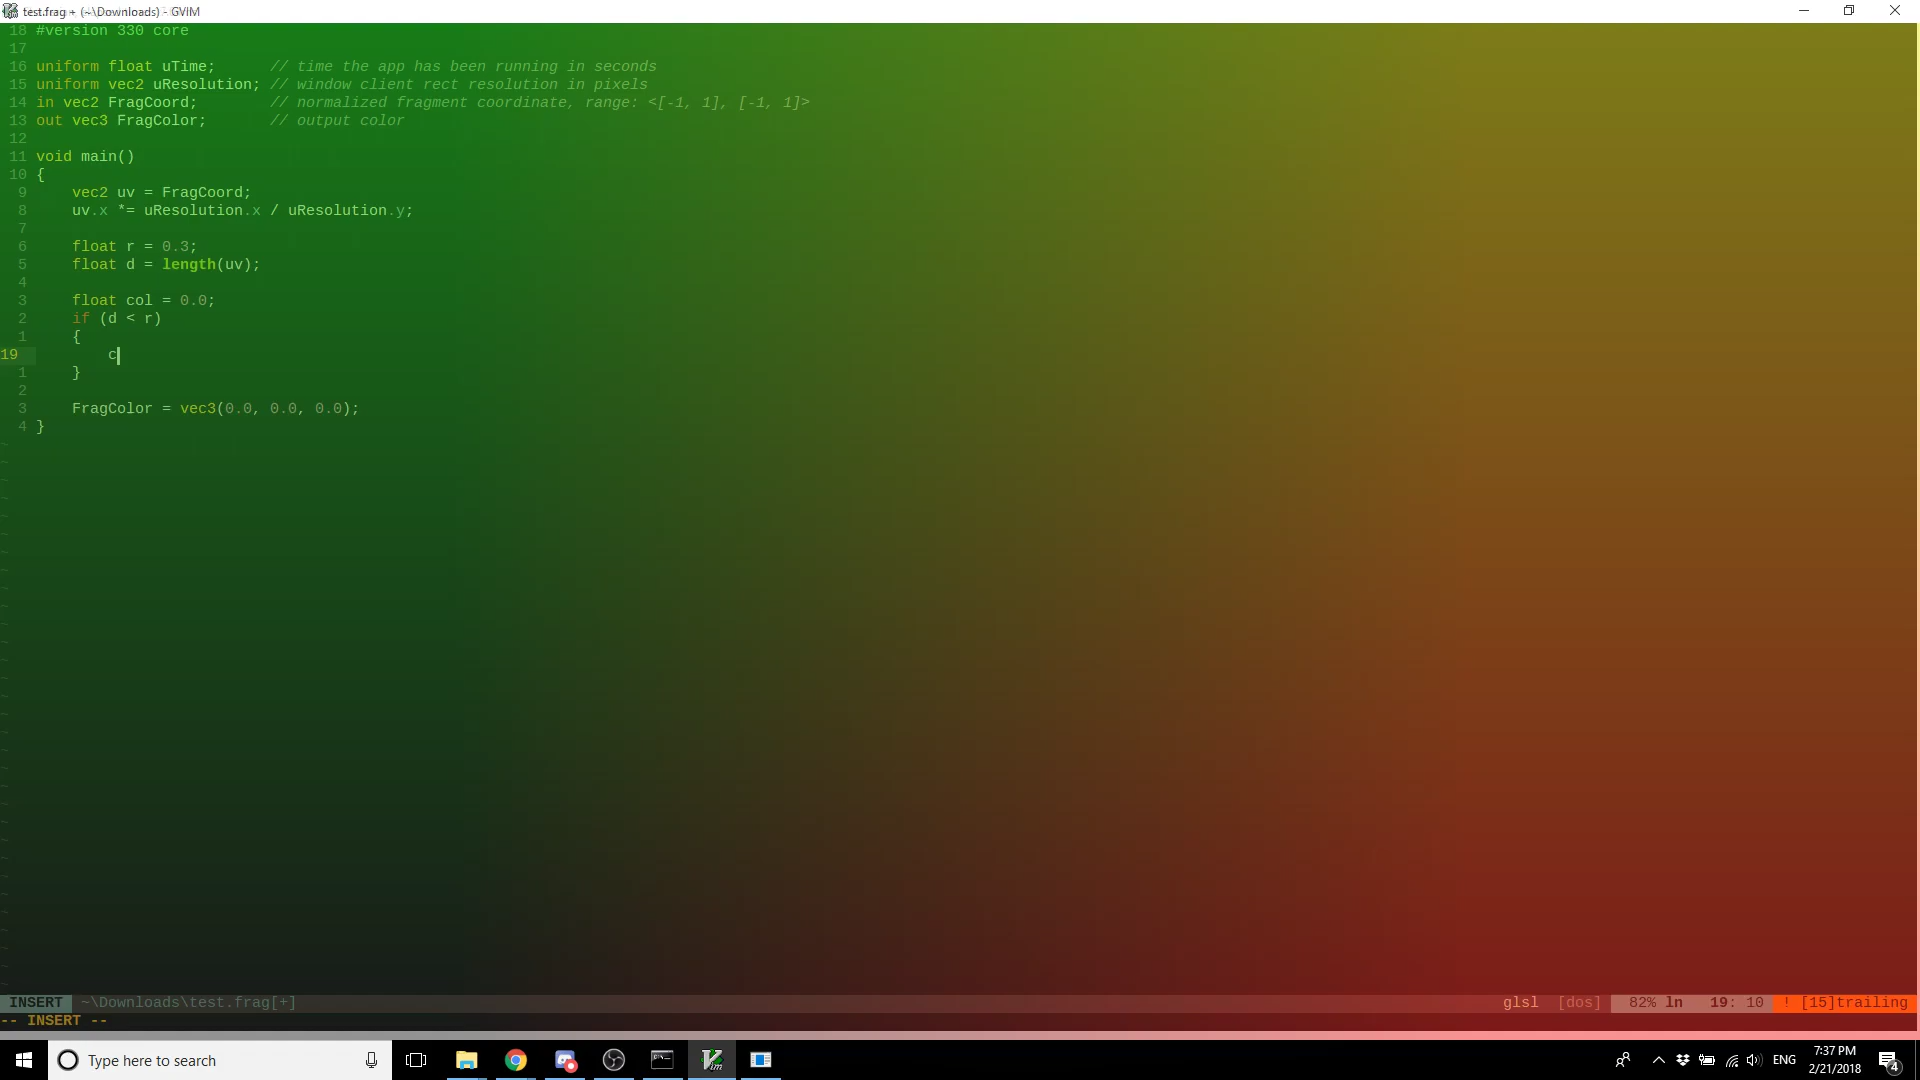 test.frag + (~\Downloads) - GVIM
18 #version 330 core
17
16 uniform float uTime;      // time the app has been running in seconds
15 uniform vec2 uResolution; // window client rect resolution in pixels
14 in vec2 FragCoord;        // normalized fragment coordinate, range: <[-1, 1], [-1, 1]>
13 out vec3 FragColor;       // output color
12
11 void main()
10 {
9     vec2 uv = FragCoord;
8     uv.x *= uResolution.x / uResolution.y;
7
6     float r = 0.3;
5     float d = length(uv);
4
3     float col = 0.0;
2     if (d < r)
1     {
19         c
1     }
2
3     FragColor = vec3(0.0, 0.0, 0.0);
4 }
INSERT ~\Downloads\test.frag[+] glsl [dos] 82% ln 19: 10 ! [15]trailing
-- INSERT --
Type here to search
ENG
7:37 PM
2/21/2018
4